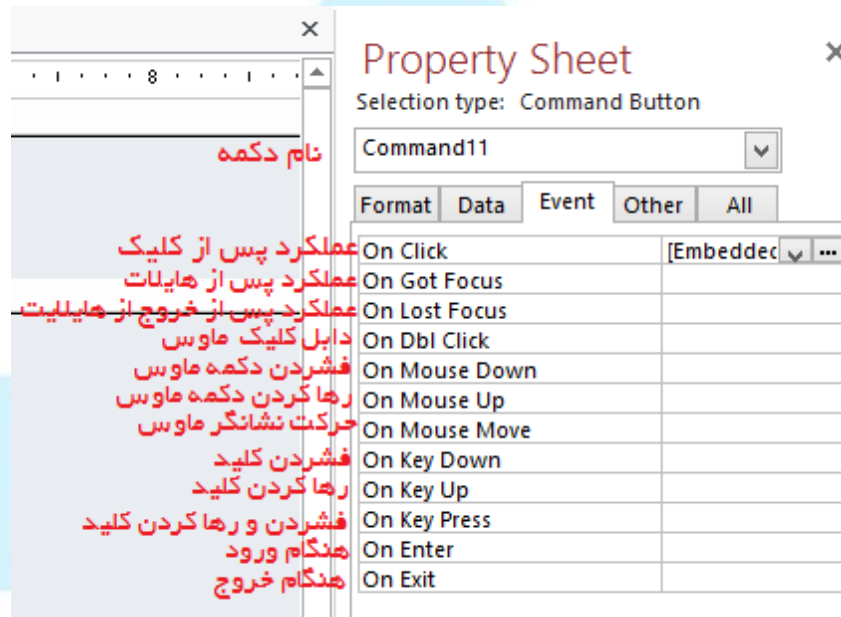 Property Sheet
Selection type: Command Button
8
نام دکمه Command11
Format Data Event Other All
عملکرد پس از کلیک On Click [Embeddec
عملکرد پس از هایلات On Got Focus
عملکرد پس از خروج از هایلایت On Lost Focus
دابل کلیک ماوس On Dbl Click
فشردن دکمه ماوس On Mouse Down
رها کردن دکمه ماوس On Mouse Up
حرکت نشانگر ماوس On Mouse Move
فشردن کلید On Key Down
رها کردن کلید On Key Up
فشردن و رها کردن کلید On Key Press
هنگام ورود On Enter
هنگام خروج On Exit